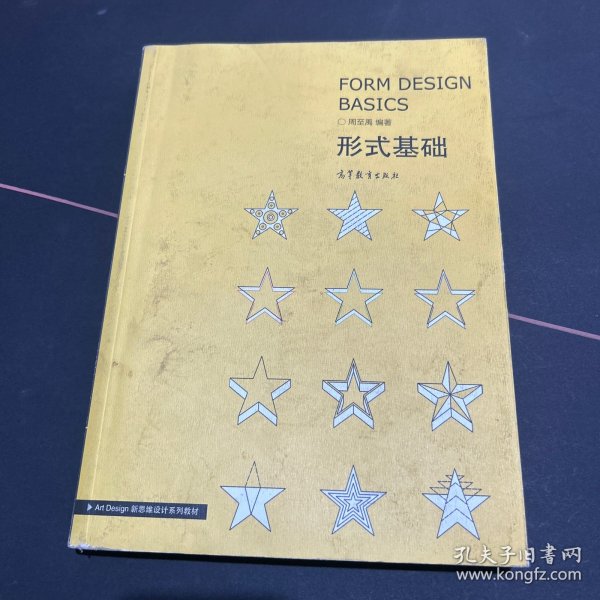 FORM DESIGN
BASICS
周至禹 编著
形式基础
高等教育出版社
Art Design 新思维设计系列教材
孔夫子旧书网
www.kongfz.com